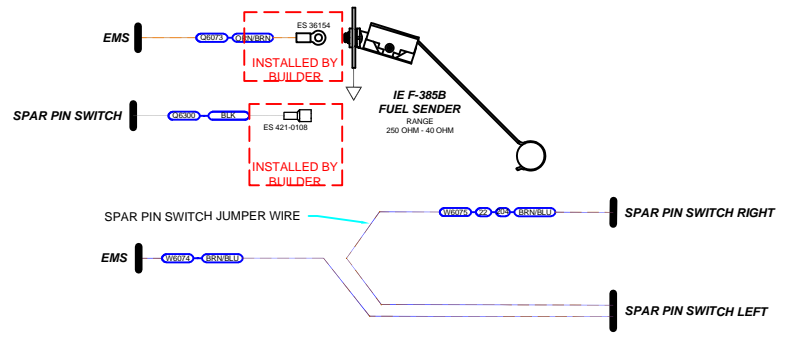 EMS
Q6073
ORN/BRN
ES 36154
INSTALLED BY
BUILDER
IE F-385B
FUEL SENDER
RANGE
250 OHM - 40 OHM
SPAR PIN SWITCH
Q6300
BLK
ES 421-0108
INSTALLED BY
BUILDER
SPAR PIN SWITCH JUMPER WIRE
W6075
22
204
BRN/BLU
SPAR PIN SWITCH RIGHT
EMS
W6074
BRN/BLU
SPAR PIN SWITCH LEFT